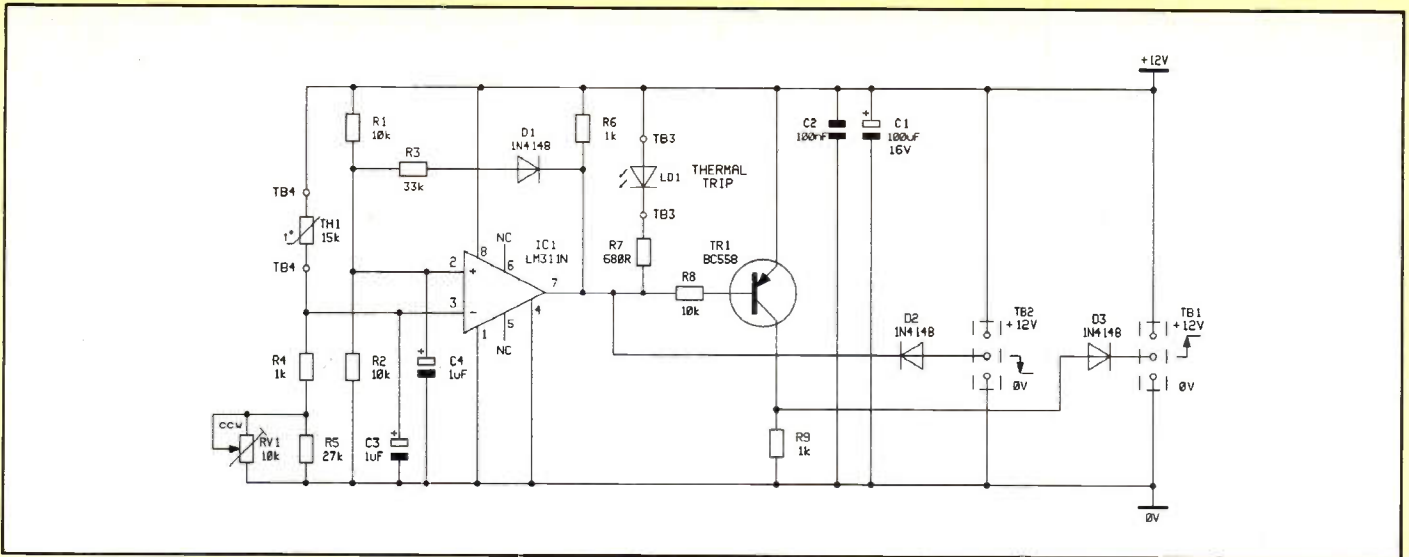 +12V
R1
10k
R3
33k
D1
1N4148
R6
1k
TB3
LD1
THERMAL
TRIP
TB3
R7
680R
C2
100nF
+
C1
100uF
16V
TB4
TH1
15k
t°
TB4
NC
IC1
LM311N
8
6
2
+
3
-
7
4
5
1
NC
R8
10k
TR1
BC558
D2
1N4148
TB2
+12V
0V
D3
1N4148
TB1
+12V
0V
R4
1k
R2
10k
+
C4
1uF
CCW
RV1
10k
R5
27k
+
C3
1uF
R9
1k
0V